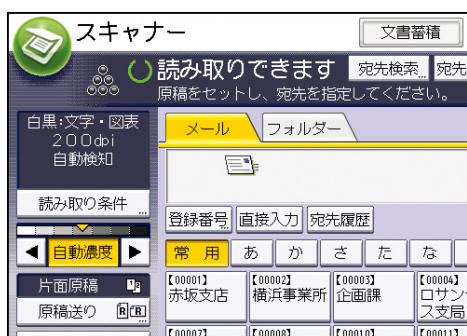 スキャナー
文書蓄積
読み取りできます
宛先検索
宛先
原稿をセットし、宛先を指定してください。
白黒:文字・図表
200dpi
自動検知
読み取り条件
メール
フォルダー
登録番号
直接入力
宛先履歴
自動濃度
常用
あ
か
さ
た
な
片面原稿
原稿送り
【00001】
赤坂支店
【00002】
横浜事業所
【00003】
企画課
【00004】
ロサン
ス支局
【00007】
【00008】
【00010】
【00011】